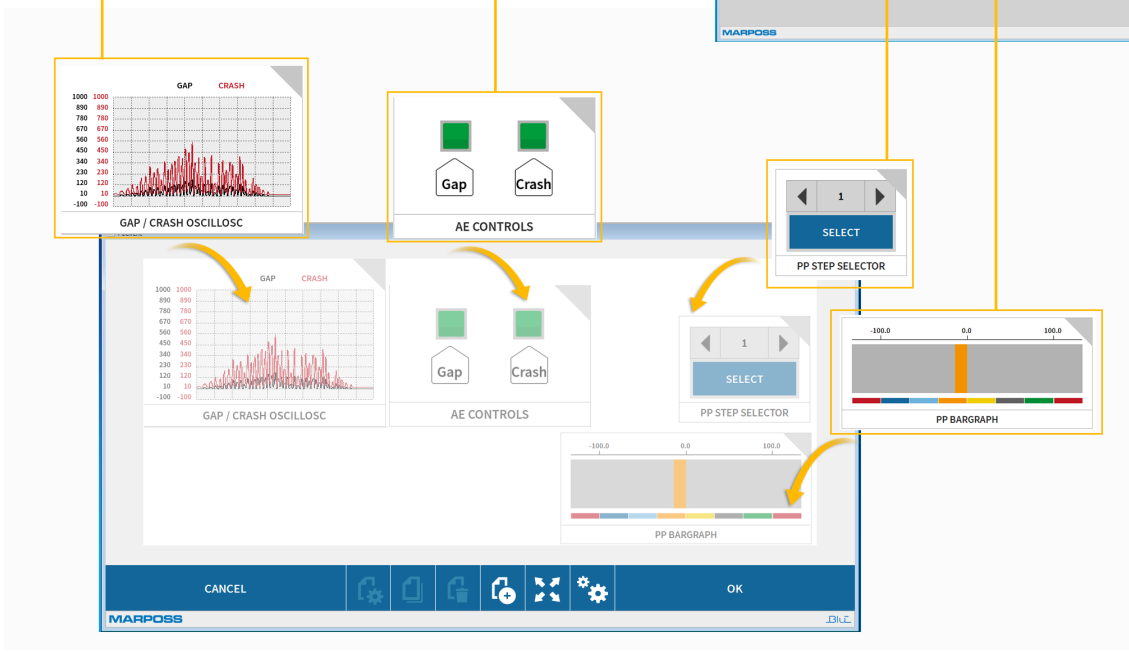 MARPOSS
GAP CRASH
1000 1000
890 890
780 780
670 670
560 560
450 450
340 340
230 230
120 120
10 10
-100 -100
GAP / CRASH OSCILLOSC
Gap Crash
AE CONTROLS
1
SELECT
PP STEP SELECTOR
-100.0 0.0 100.0
PP BARGRAPH
GAP CRASH
1000 1000
890 890
780 780
670 670
560 560
450 450
340 340
230 230
120 120
10 10
-100 -100
GAP / CRASH OSCILLOSC
Gap Crash
AE CONTROLS
1
SELECT
PP STEP SELECTOR
-100.0 0.0 100.0
PP BARGRAPH
CANCEL OK
MARPOSS BLÚ